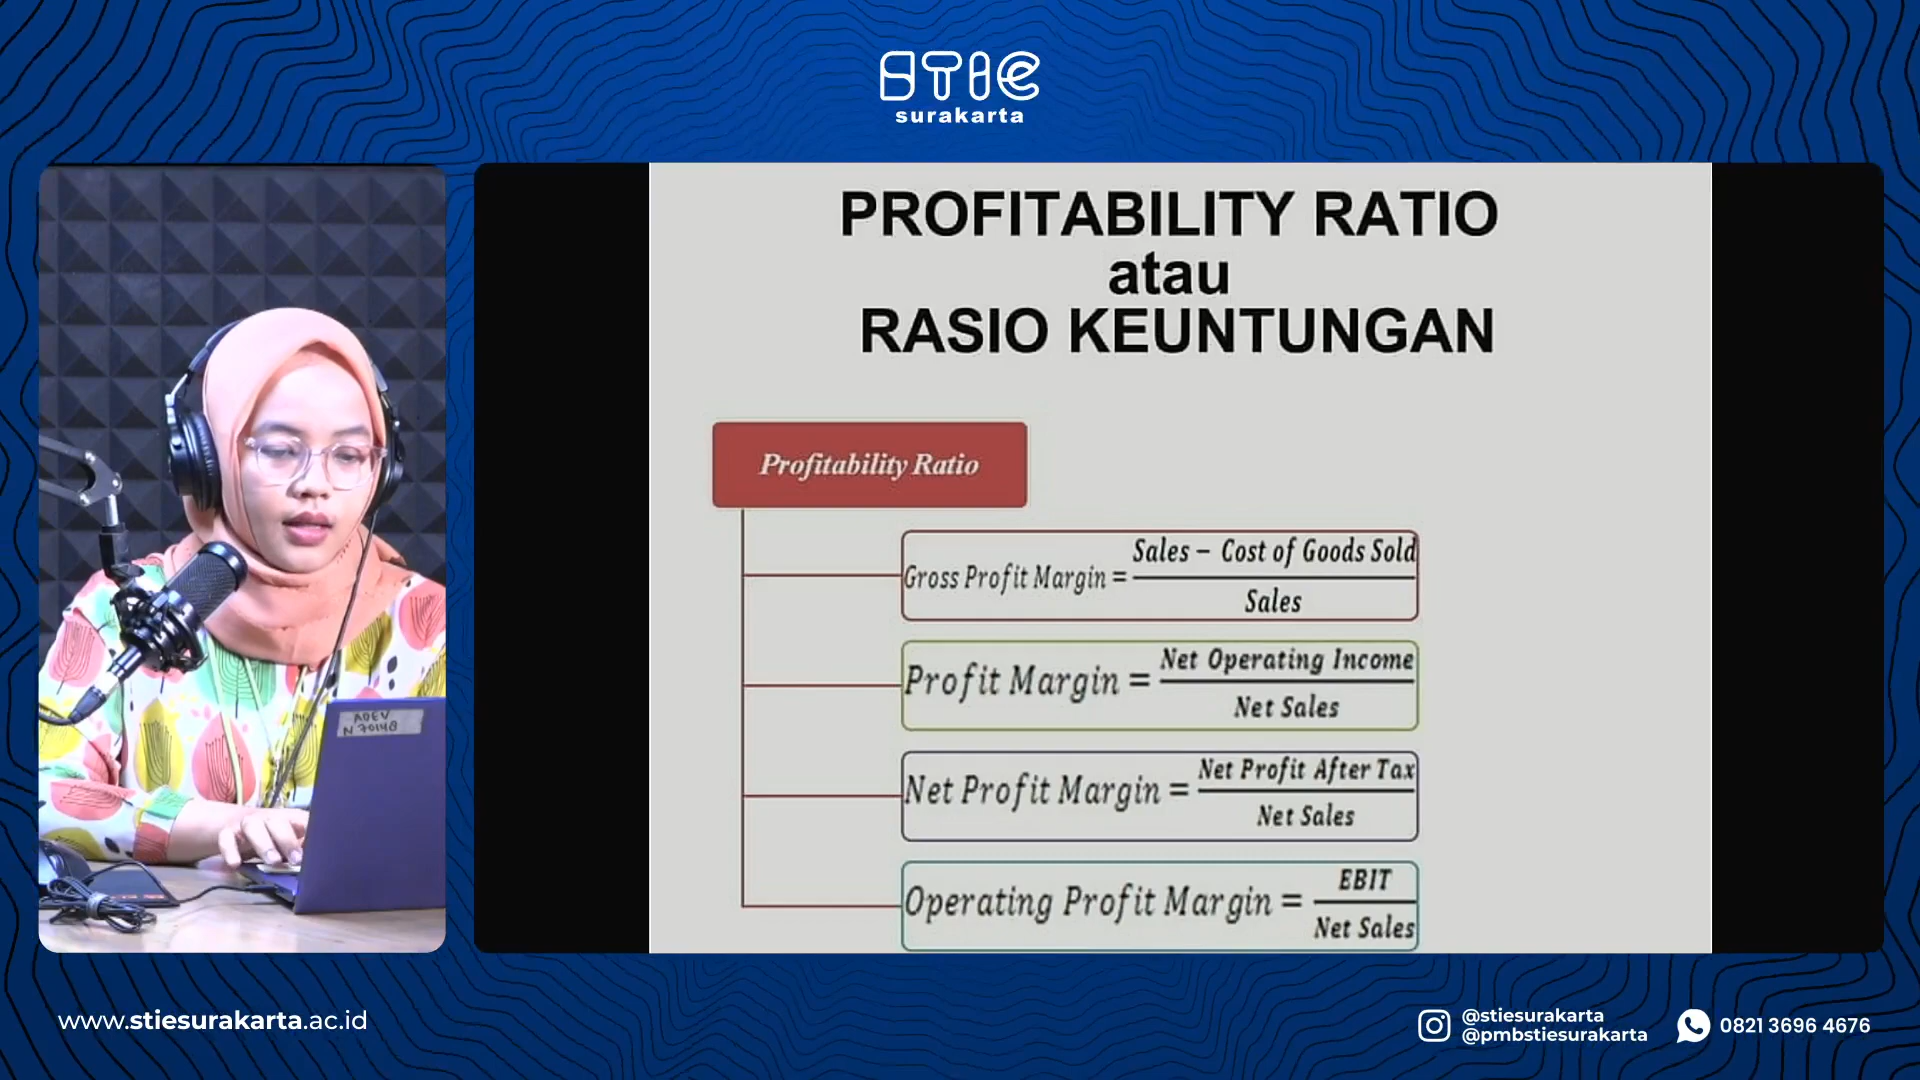 STIE
surakarta
PROFITABILITY RATIO
atau
RASIO KEUNTUNGAN
Profitability Ratio
Gross Profit Margin = Sales − Cost of Goods Sold / Sales
Profit Margin = Net Operating Income / Net Sales
Net Profit Margin = Net Profit After Tax / Net Sales
Operating Profit Margin = EBIT / Net Sales
ADEV
N 70148
www.stiesurakarta.ac.id
@stiesurakarta
@pmbstiesurakarta
0821 3696 4676